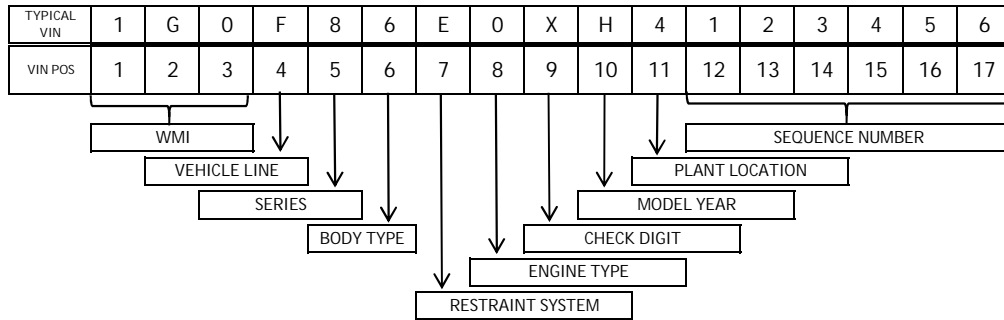 TYPICAL
VIN
1 G 0 F 8 6 E 0 X H 4 1 2 3 4 5 6
VIN POS 1 2 3 4 5 6 7 8 9 10 11 12 13 14 15 16 17
WMI
SEQUENCE NUMBER
VEHICLE LINE
PLANT LOCATION
SERIES
MODEL YEAR
BODY TYPE
CHECK DIGIT
ENGINE TYPE
RESTRAINT SYSTEM